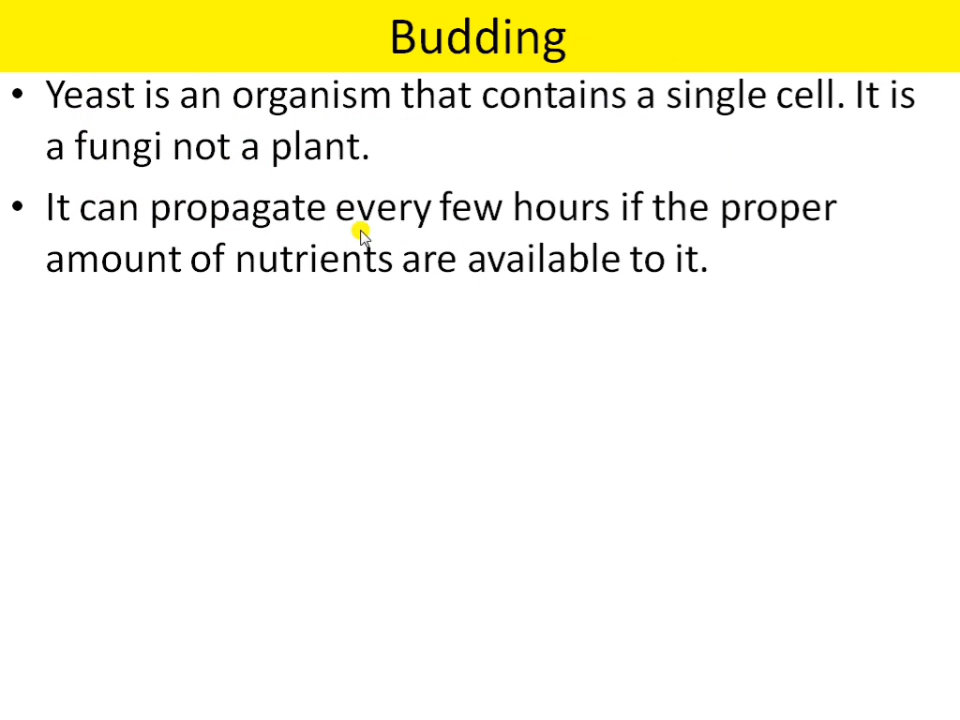 Budding
• Yeast is an organism that contains a single cell. It is
a fungi not a plant.
• It can propagate every few hours if the proper
amount of nutrients are available to it.